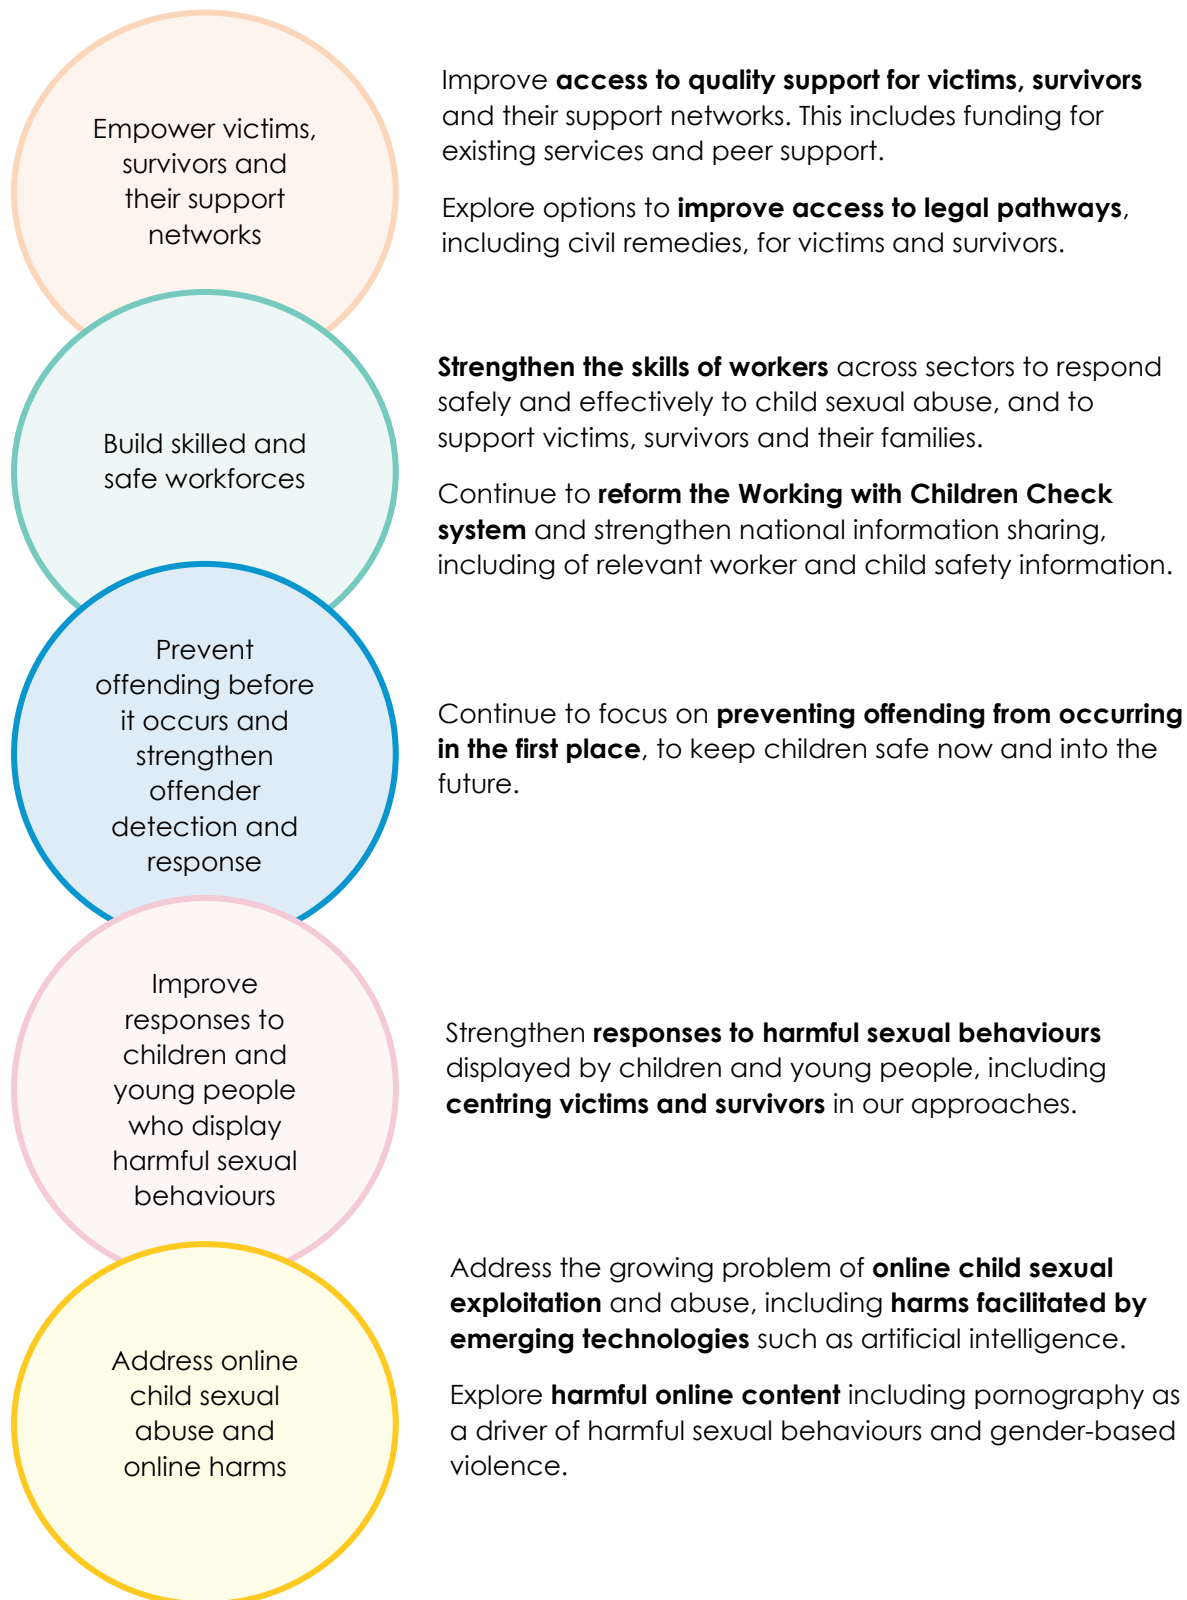 Empower victims,
survivors and
their support
networks
Improve access to quality support for victims, survivors
and their support networks. This includes funding for
existing services and peer support.
Explore options to improve access to legal pathways,
including civil remedies, for victims and survivors.
Build skilled and
safe workforces
Strengthen the skills of workers across sectors to respond
safely and effectively to child sexual abuse, and to
support victims, survivors and their families.
Continue to reform the Working with Children Check
system and strengthen national information sharing,
including of relevant worker and child safety information.
Prevent
offending before
it occurs and
strengthen
offender
detection and
response
Continue to focus on preventing offending from occurring
in the first place, to keep children safe now and into the
future.
Improve
responses to
children and
young people
who display
harmful sexual
behaviours
Strengthen responses to harmful sexual behaviours
displayed by children and young people, including
centring victims and survivors in our approaches.
Address online
child sexual
abuse and
online harms
Address the growing problem of online child sexual
exploitation and abuse, including harms facilitated by
emerging technologies such as artificial intelligence.
Explore harmful online content including pornography as
a driver of harmful sexual behaviours and gender-based
violence.